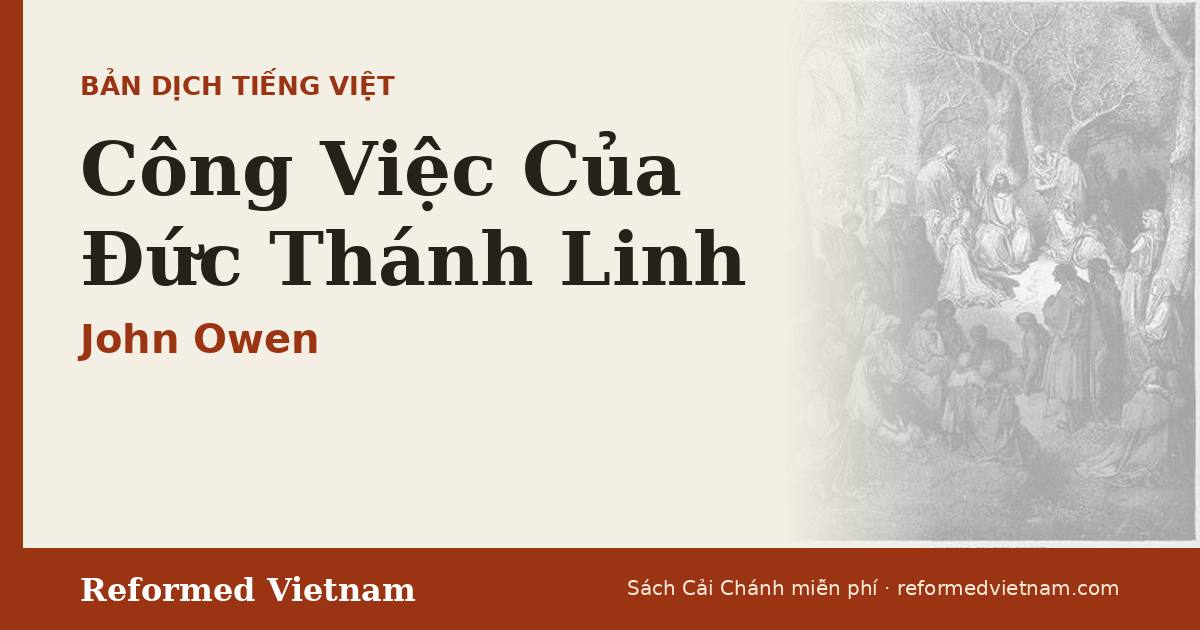 BẢN DỊCH TIẾNG VIỆT
Công Việc Của
Đức Thánh Linh
John Owen
Reformed Vietnam
Sách Cải Chánh miễn phí · reformedvietnam.com